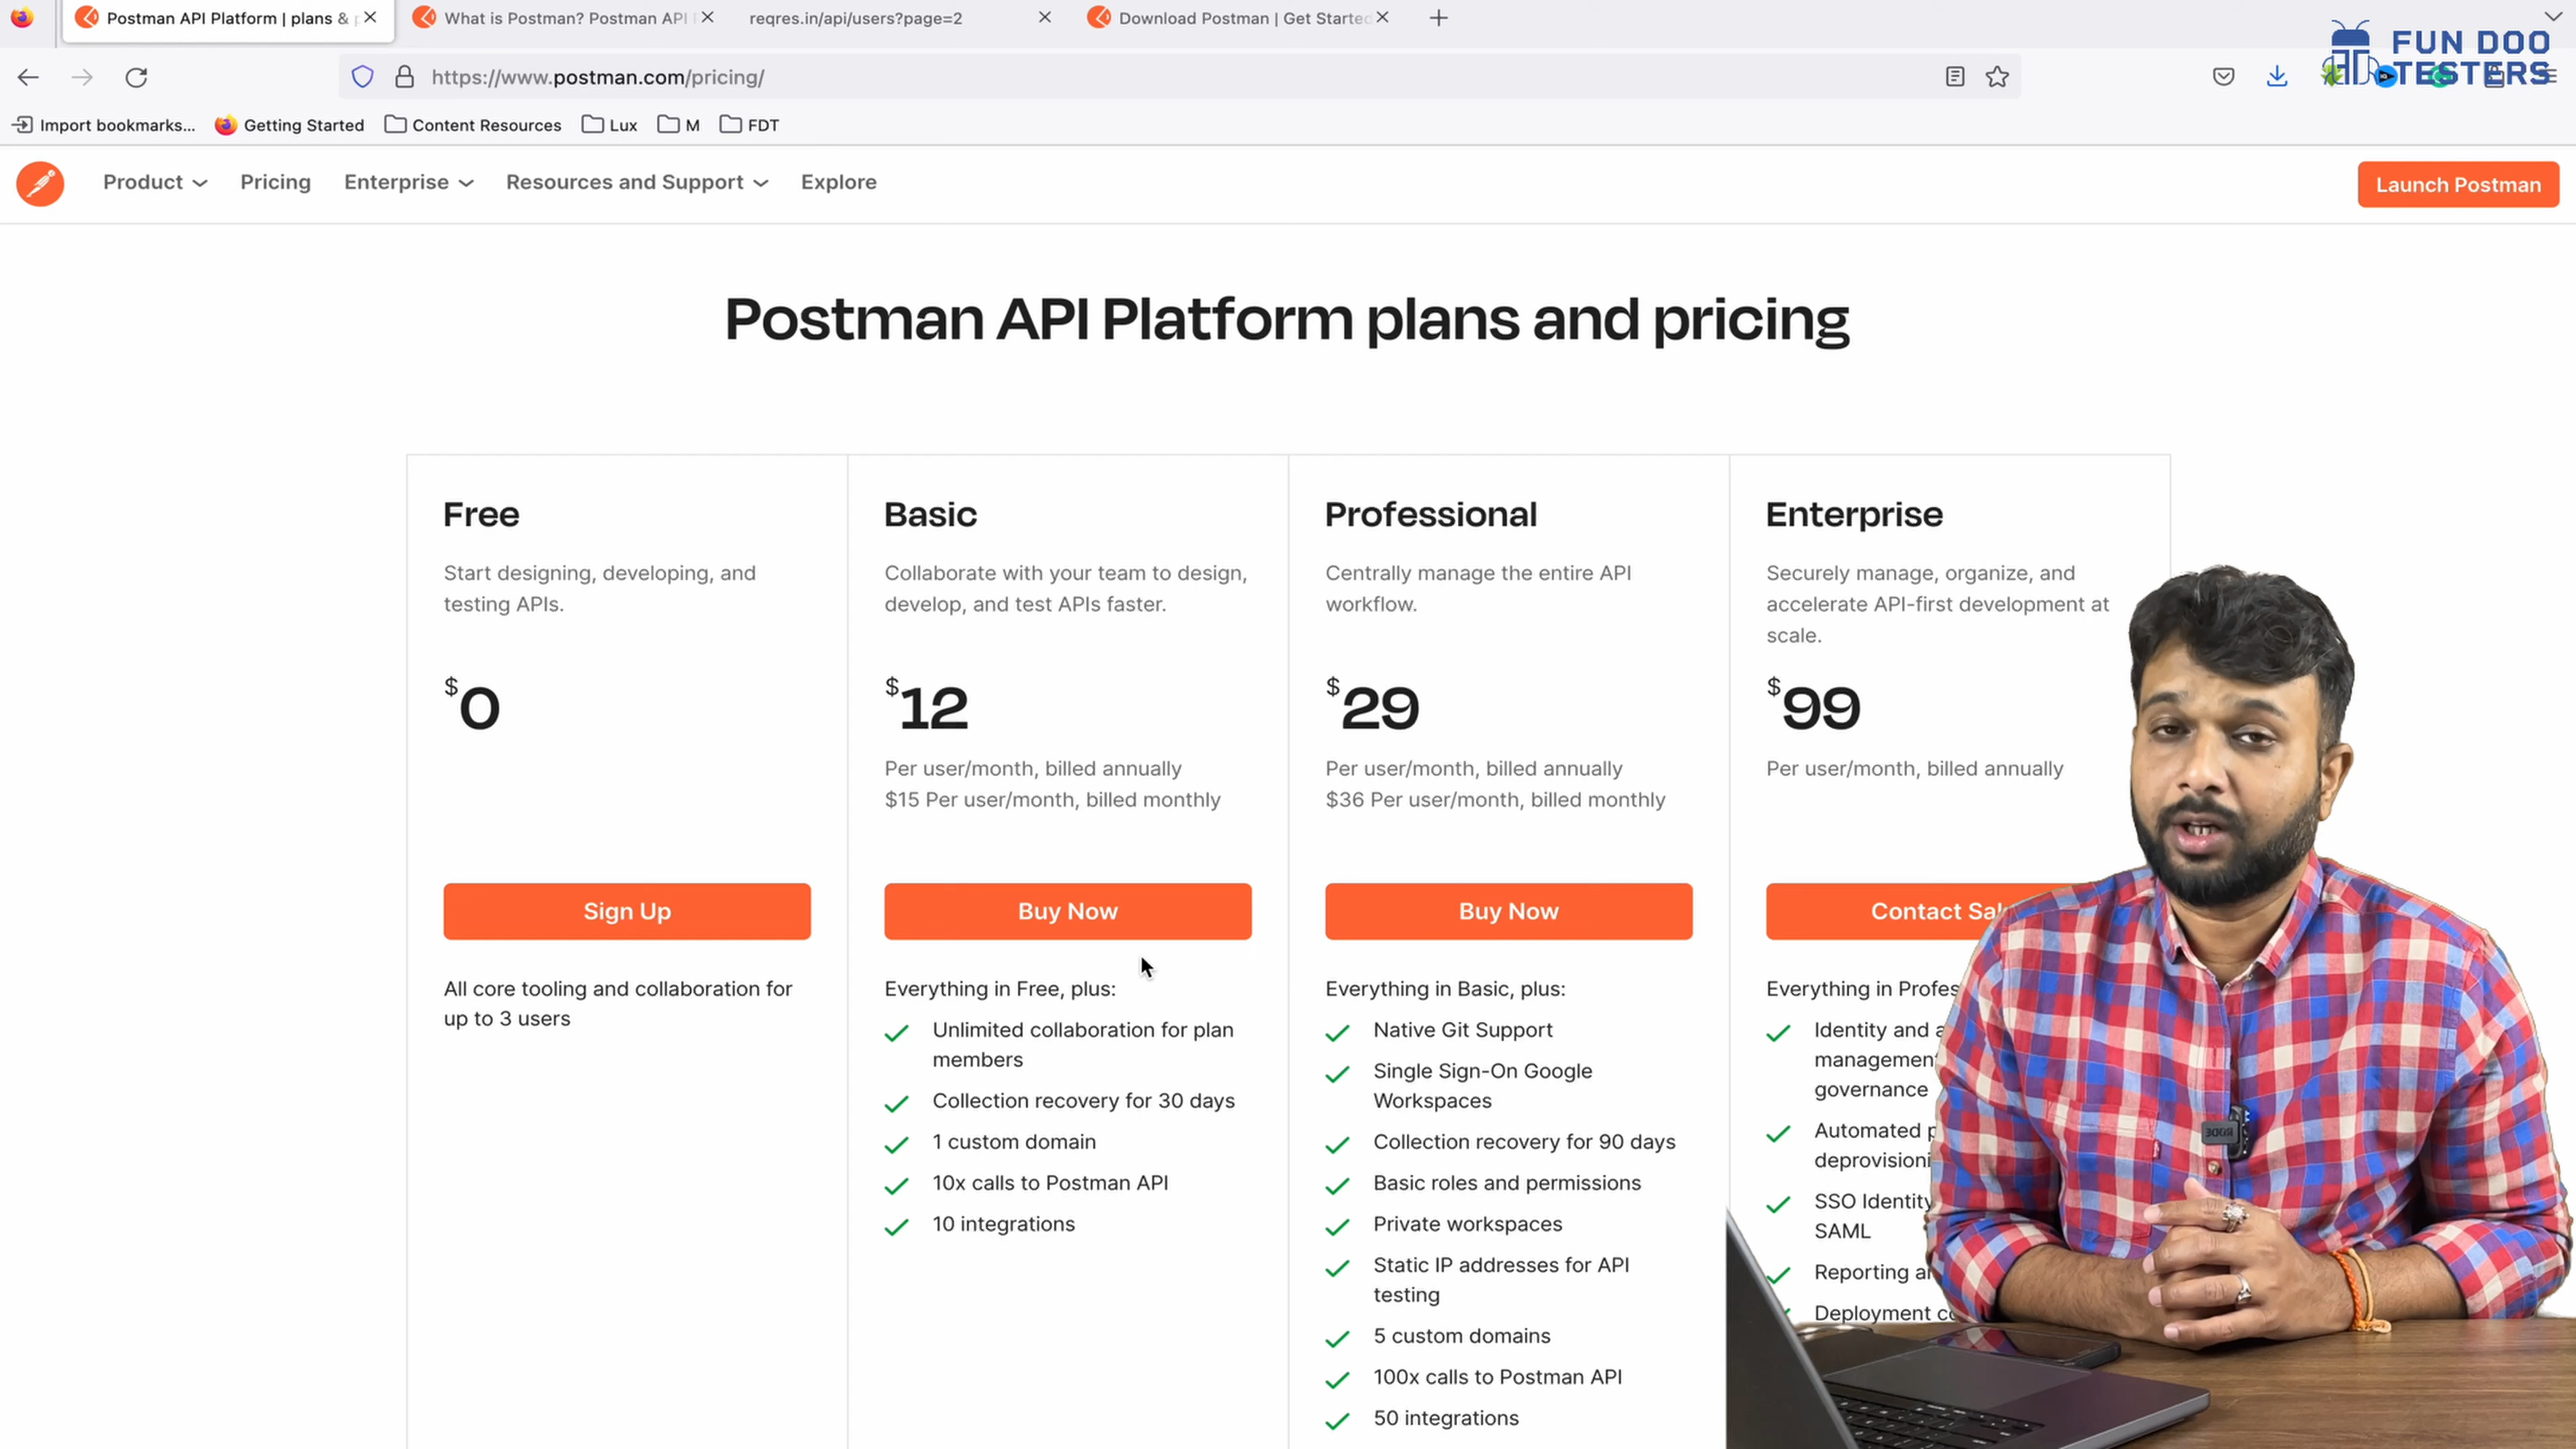 Postman API Platform | plans & p
What is Postman? Postman API
reqres.in/api/users?page=2
Download Postman | Get Started
FUN DOO
TESTERS
https://www.postman.com/pricing/
Import bookmarks...
Getting Started
Content Resources
Lux
M
FDT
Product
Pricing
Enterprise
Resources and Support
Explore
Launch Postman
Postman API Platform plans and pricing
Free
Start designing, developing, and
testing APIs.
$0
Sign Up
All core tooling and collaboration for
up to 3 users
Basic
Collaborate with your team to design,
develop, and test APIs faster.
$12
Per user/month, billed annually
$15 Per user/month, billed monthly
Buy Now
Everything in Free, plus:
Unlimited collaboration for plan
members
Collection recovery for 30 days
1 custom domain
10x calls to Postman API
10 integrations
Professional
Centrally manage the entire API
workflow.
$29
Per user/month, billed annually
$36 Per user/month, billed monthly
Buy Now
Everything in Basic, plus:
Native Git Support
Single Sign-On Google
Workspaces
Collection recovery for 90 days
Basic roles and permissions
Private workspaces
Static IP addresses for API
testing
5 custom domains
100x calls to Postman API
50 integrations
Enterprise
Securely manage, organize, and
accelerate API-first development at
scale.
$99
Per user/month, billed annually
Contact Sal
Everything in Profes
Identity and a
managemen
governance
Automated p
deprovisioni
SSO Identity
SAML
Reporting a
Deployment co
RODE